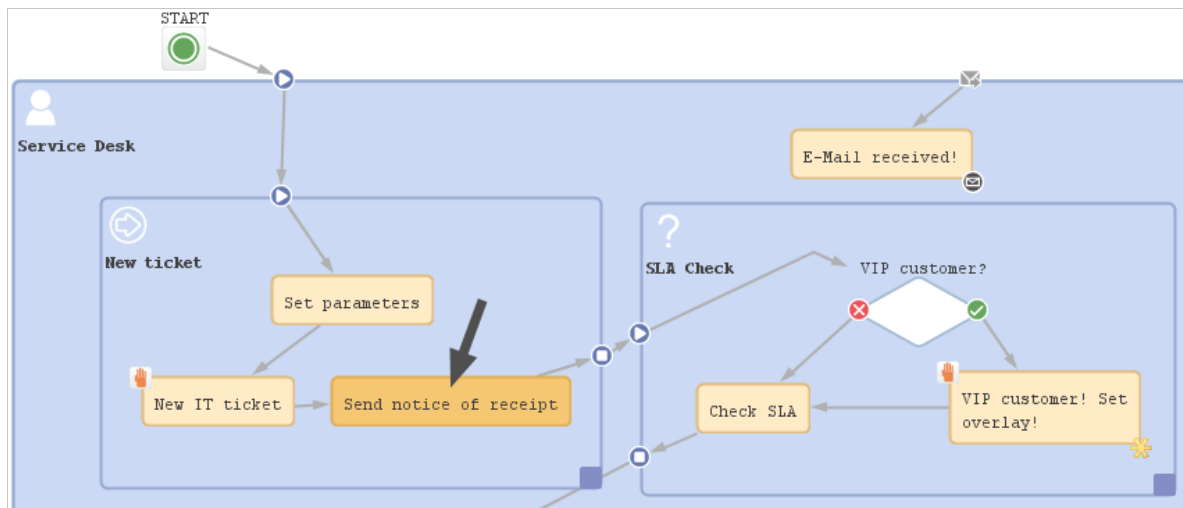 START
Service Desk
E-Mail received!
New ticket
SLA Check
VIP customer?
Set parameters
New IT ticket
Send notice of receipt
Check SLA
VIP customer! Set
overlay!